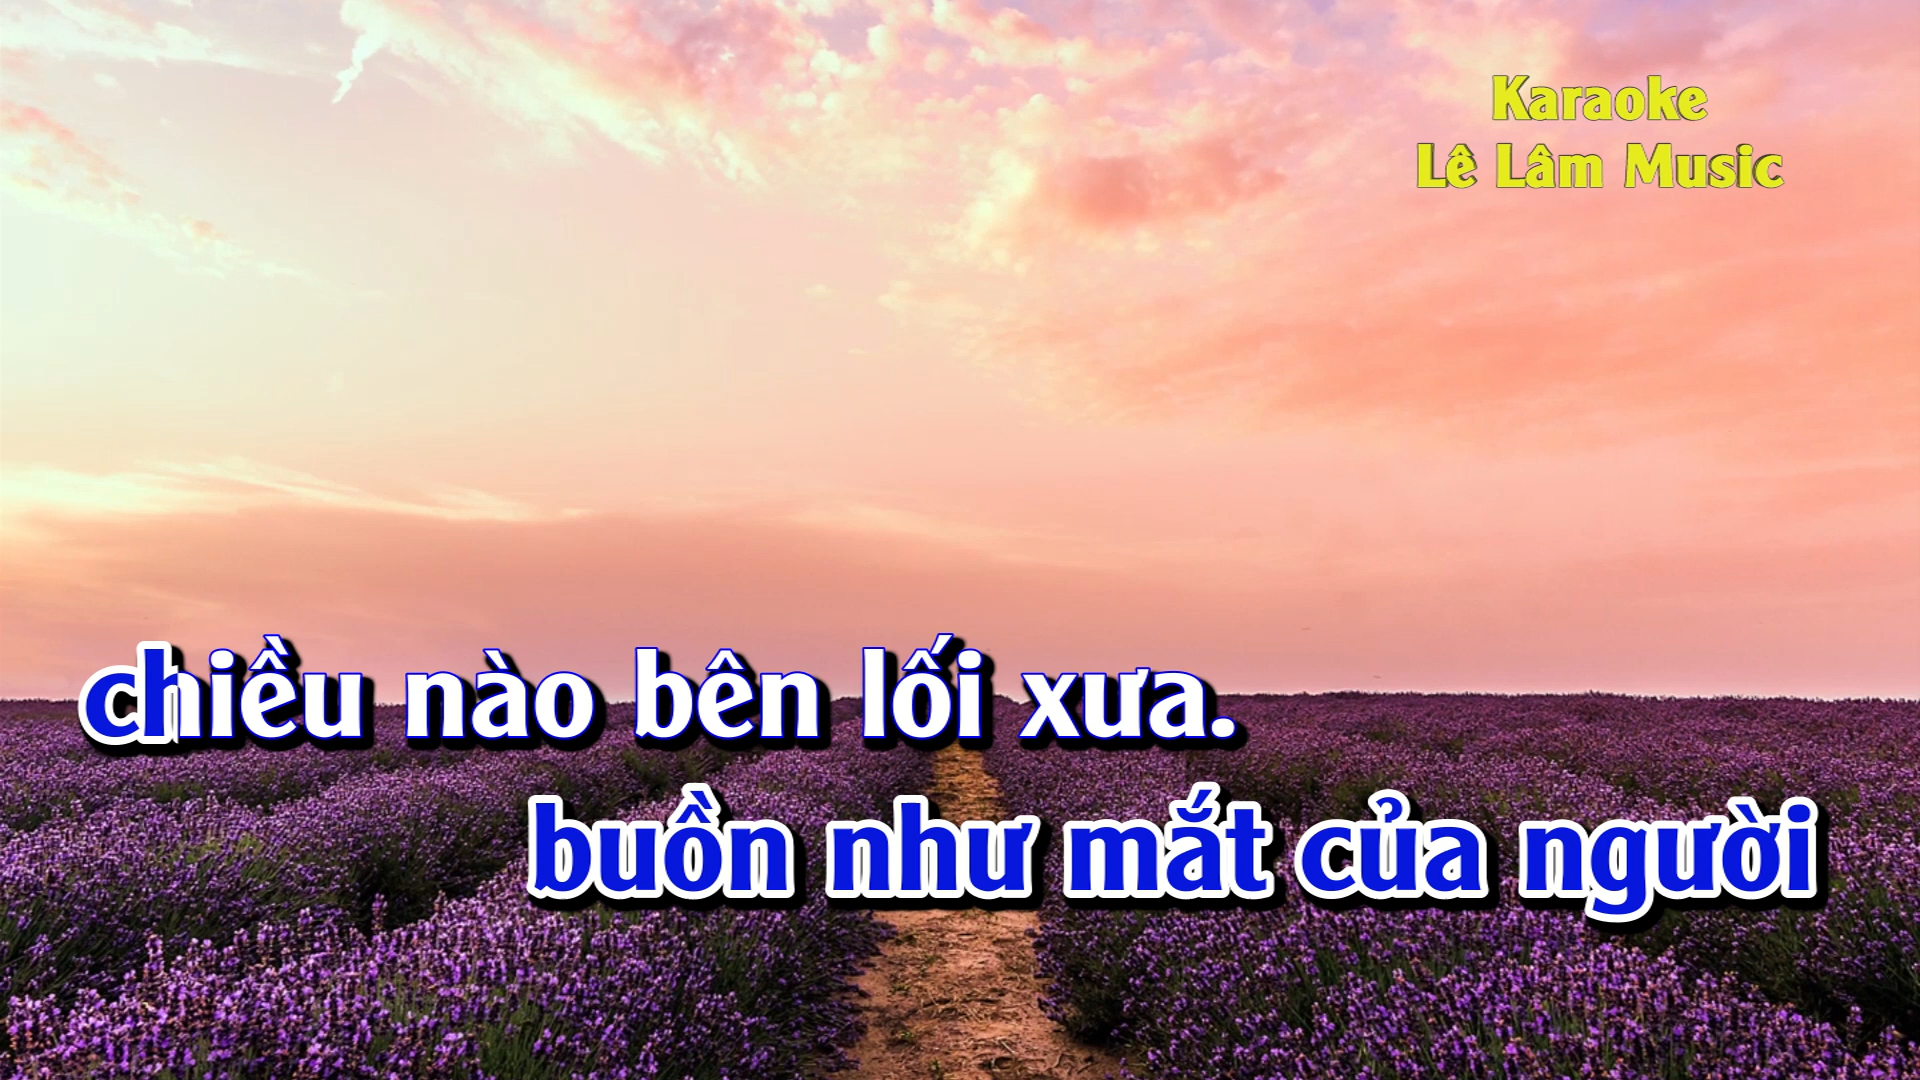 Karaoke
Lê Lâm Music
chiều nào bên lối xưa.
buồn như mắt của người